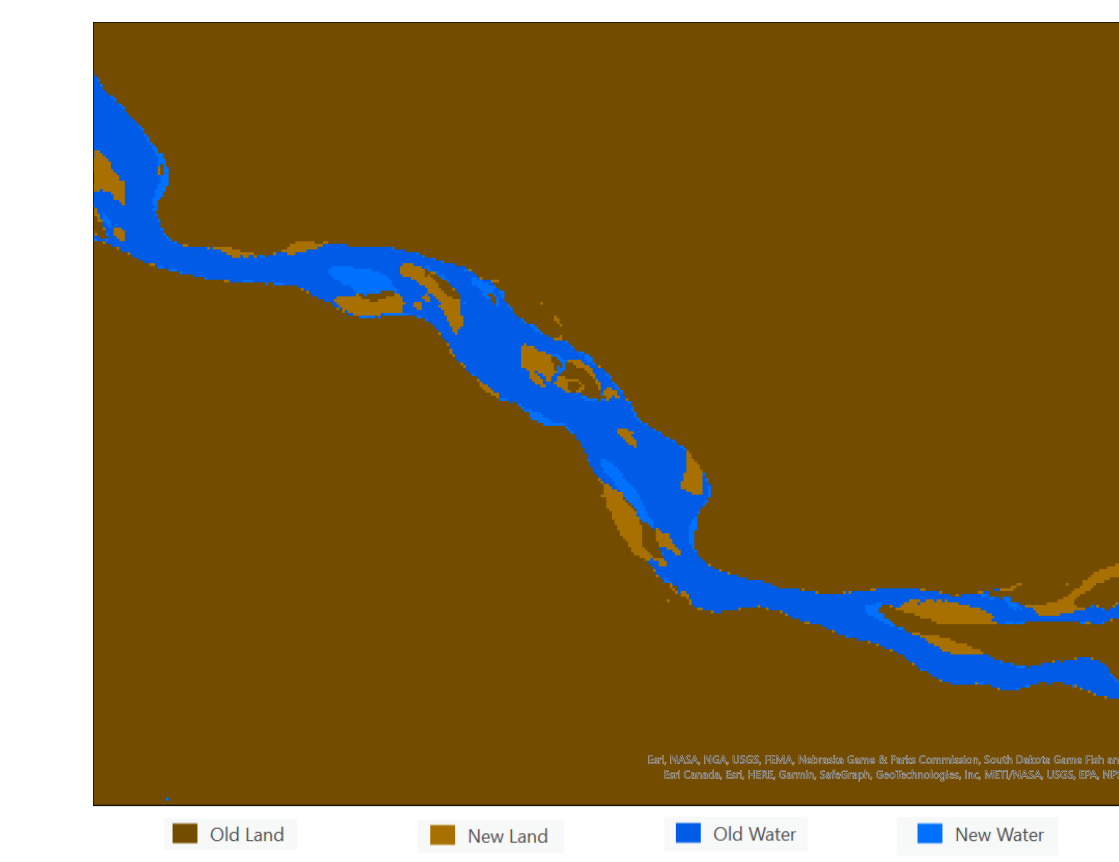 Esri, NASA, NGA, USGS, FEMA, Nebraska Game & Parks Commission, South Dakota Game Fish an
Esri Canada, Esri, HERE, Garmin, SafeGraph, GeoTechnologies, Inc, METI/NASA, USGS, EPA, NPS
Old Land
New Land
Old Water
New Water